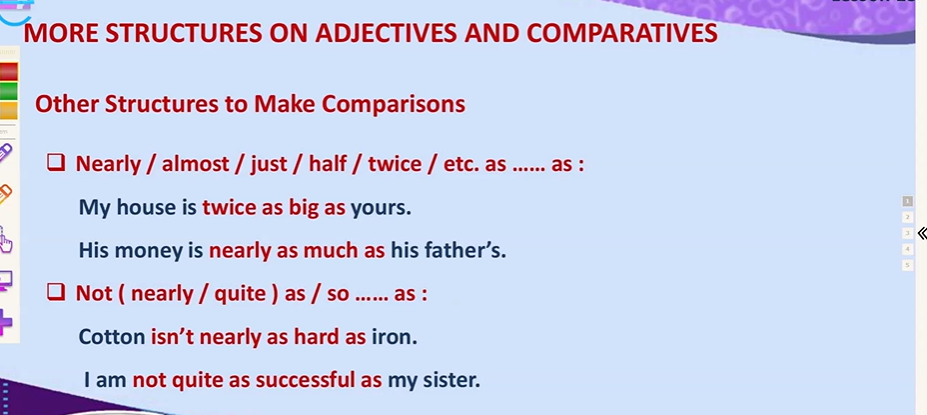 MORE STRUCTURES ON ADJECTIVES AND COMPARATIVES
Other Structures to Make Comparisons
Nearly / almost / just / half / twice / etc. as ...... as :
My house is twice as big as yours.
His money is nearly as much as his father’s.
Not ( nearly / quite ) as / so ...... as :
Cotton isn’t nearly as hard as iron.
I am not quite as successful as my sister.
1
2
3
4
5